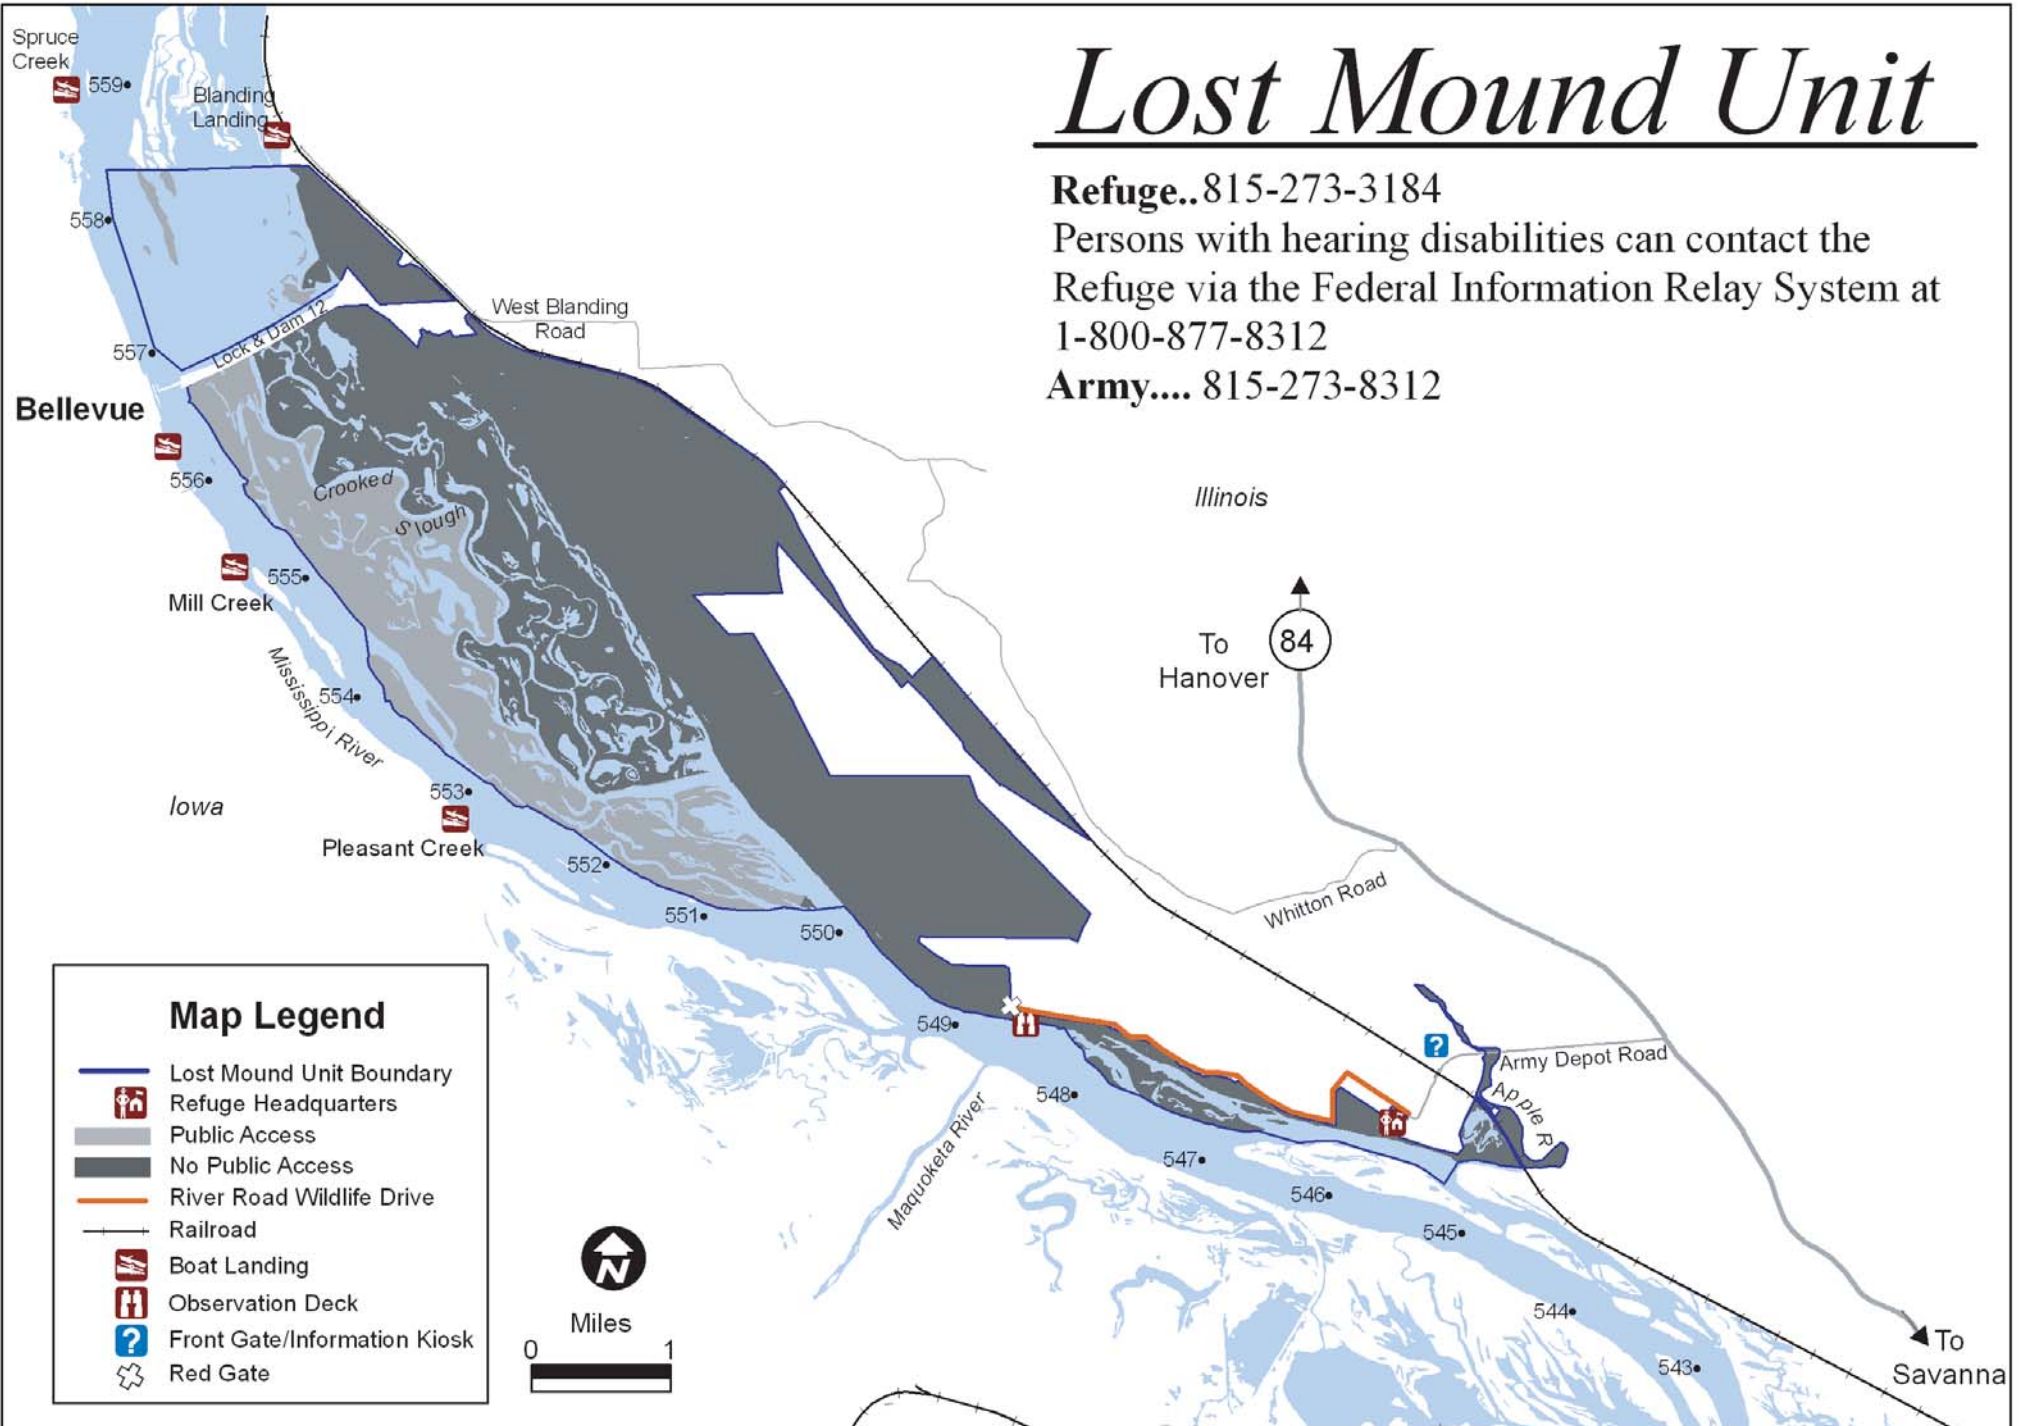 Lost Mound Unit
Refuge..815-273-3184
Persons with hearing disabilities can contact the
Refuge via the Federal Information Relay System at
1-800-877-8312
Army.... 815-273-8312
Spruce
Creek
559
Blanding
Landing
558
West Blanding
Road
Lock & Dam 12
557
Bellevue
556
Crooked
Slough
Illinois
555
Mill Creek
84
To
Hanover
Mississippi River
554
553
Iowa
Pleasant Creek
552
551
550
Whitton Road
549
?
Army Depot Road
548
Apple R
Maquoketa River
547
546
545
544
543
To
Savanna
Map Legend
Lost Mound Unit Boundary
Refuge Headquarters
Public Access
No Public Access
River Road Wildlife Drive
Railroad
Boat Landing
Observation Deck
? Front Gate/Information Kiosk
Red Gate
N
Miles
0 1